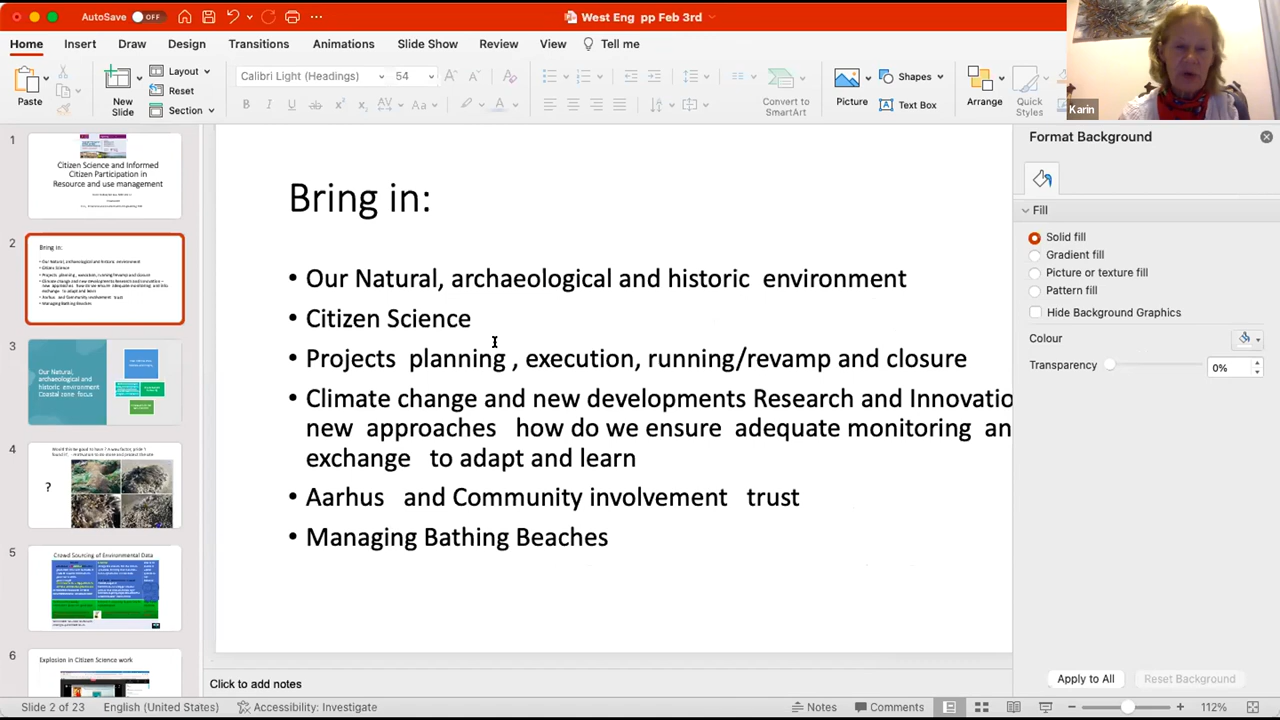 AutoSave OFF
West Eng pp Feb 3rd
Home Insert Draw Design Transitions Animations Slide Show Review View Tell me
Paste
New Slide
Layout
Reset
Section
Calibri Light (Headings) 54
Convert to SmartArt
Picture
Shapes
Text Box
Arrange
Quick Styles
Karin
1
Citizen Science and Informed
Citizen Participation in
Resource and use management
2
Bring in:
3
Our Natural,
archaeological and
historic environment
Coastal zone focus
4
?
5
Crowd Sourcing of Environmental Data
6
Explosion in Citizen Science work
Bring in:
• Our Natural, archaeological and historic environment
• Citizen Science
• Projects planning , execution, running/revamp and closure
• Climate change and new developments Research and Innovatio
new approaches how do we ensure adequate monitoring an
exchange to adapt and learn
• Aarhus and Community involvement trust
• Managing Bathing Beaches
Click to add notes
Format Background
Fill
Solid fill
Gradient fill
Picture or texture fill
Pattern fill
Hide Background Graphics
Colour
Transparency 0%
Apply to All Reset Background
Slide 2 of 23 English (United States) Accessibility: Investigate Notes Comments 112%